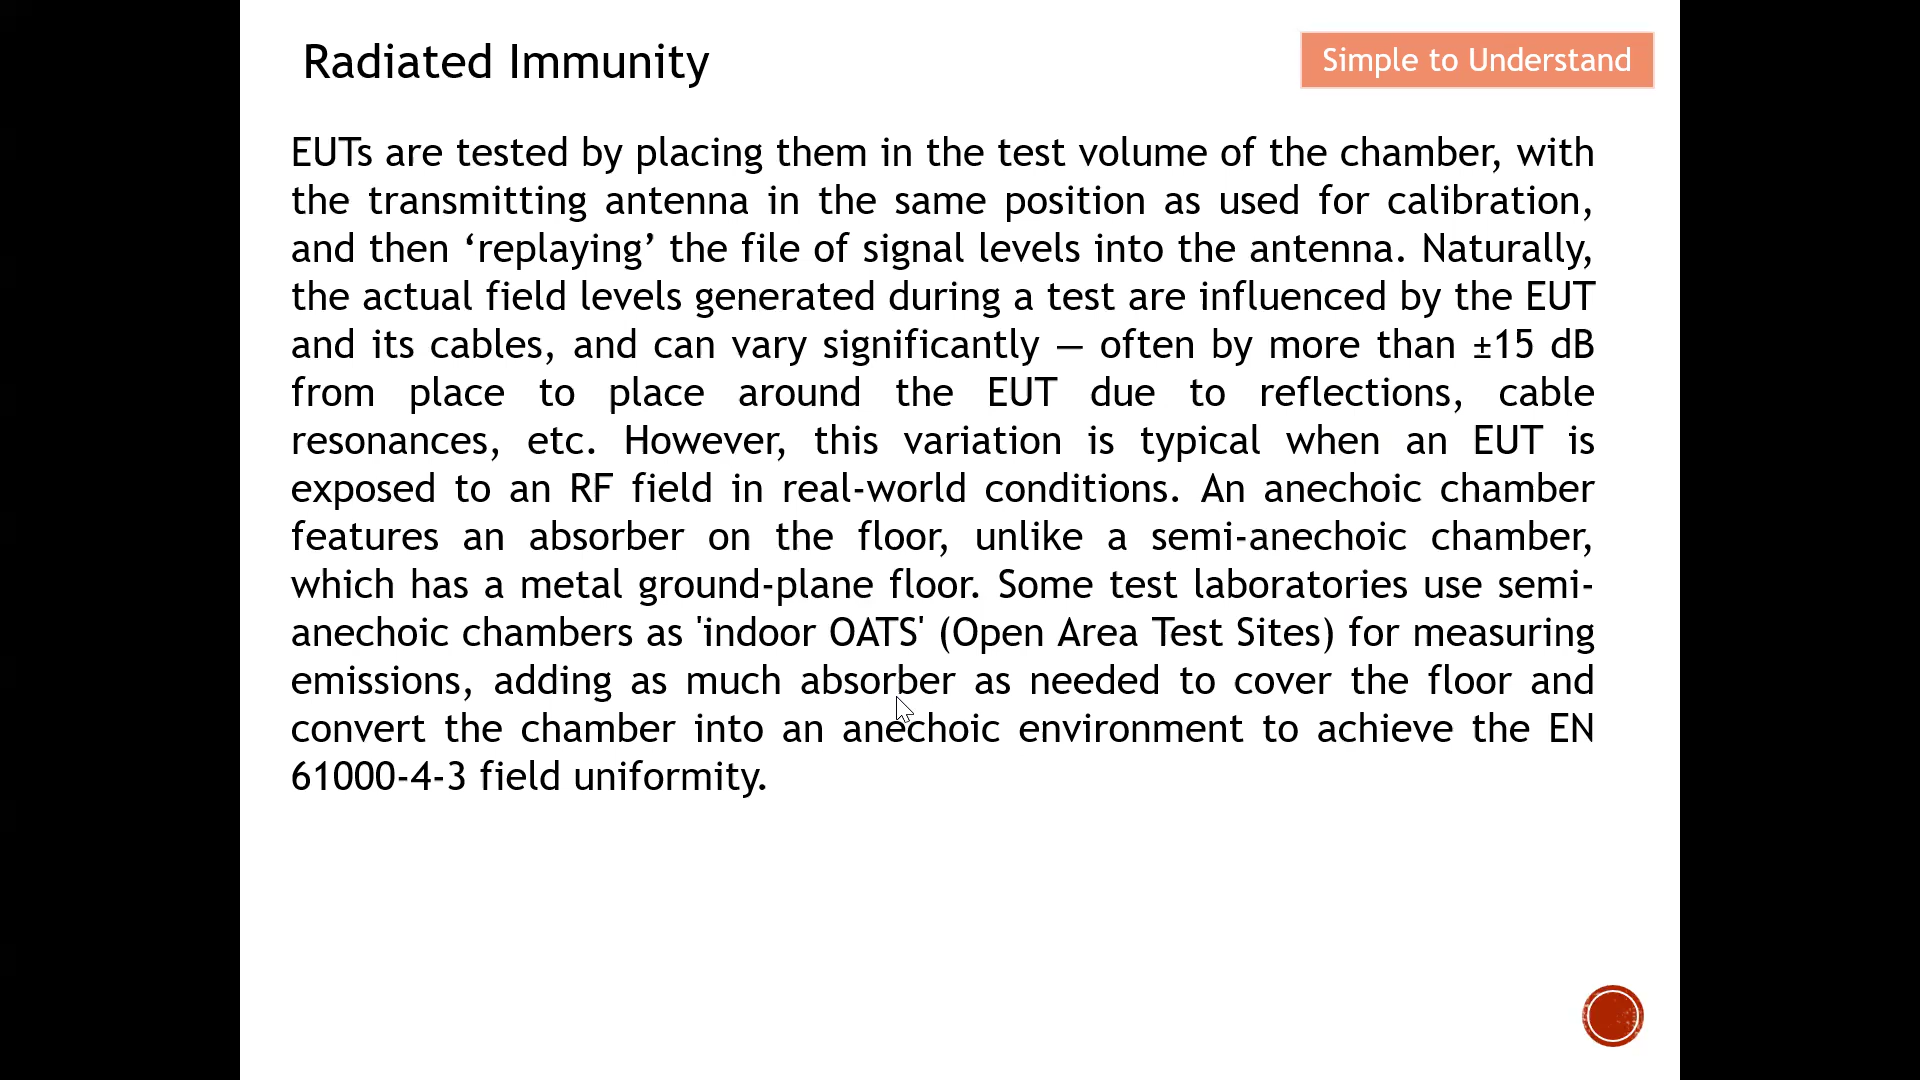 Radiated Immunity
Simple to Understand
EUTs are tested by placing them in the test volume of the chamber, with
the transmitting antenna in the same position as used for calibration,
and then ‘replaying’ the file of signal levels into the antenna. Naturally,
the actual field levels generated during a test are influenced by the EUT
and its cables, and can vary significantly — often by more than ±15 dB
from place to place around the EUT due to reflections, cable
resonances, etc. However, this variation is typical when an EUT is
exposed to an RF field in real-world conditions. An anechoic chamber
features an absorber on the floor, unlike a semi-anechoic chamber,
which has a metal ground-plane floor. Some test laboratories use semi-
anechoic chambers as 'indoor OATS' (Open Area Test Sites) for measuring
emissions, adding as much absorber as needed to cover the floor and
convert the chamber into an anechoic environment to achieve the EN
61000-4-3 field uniformity.